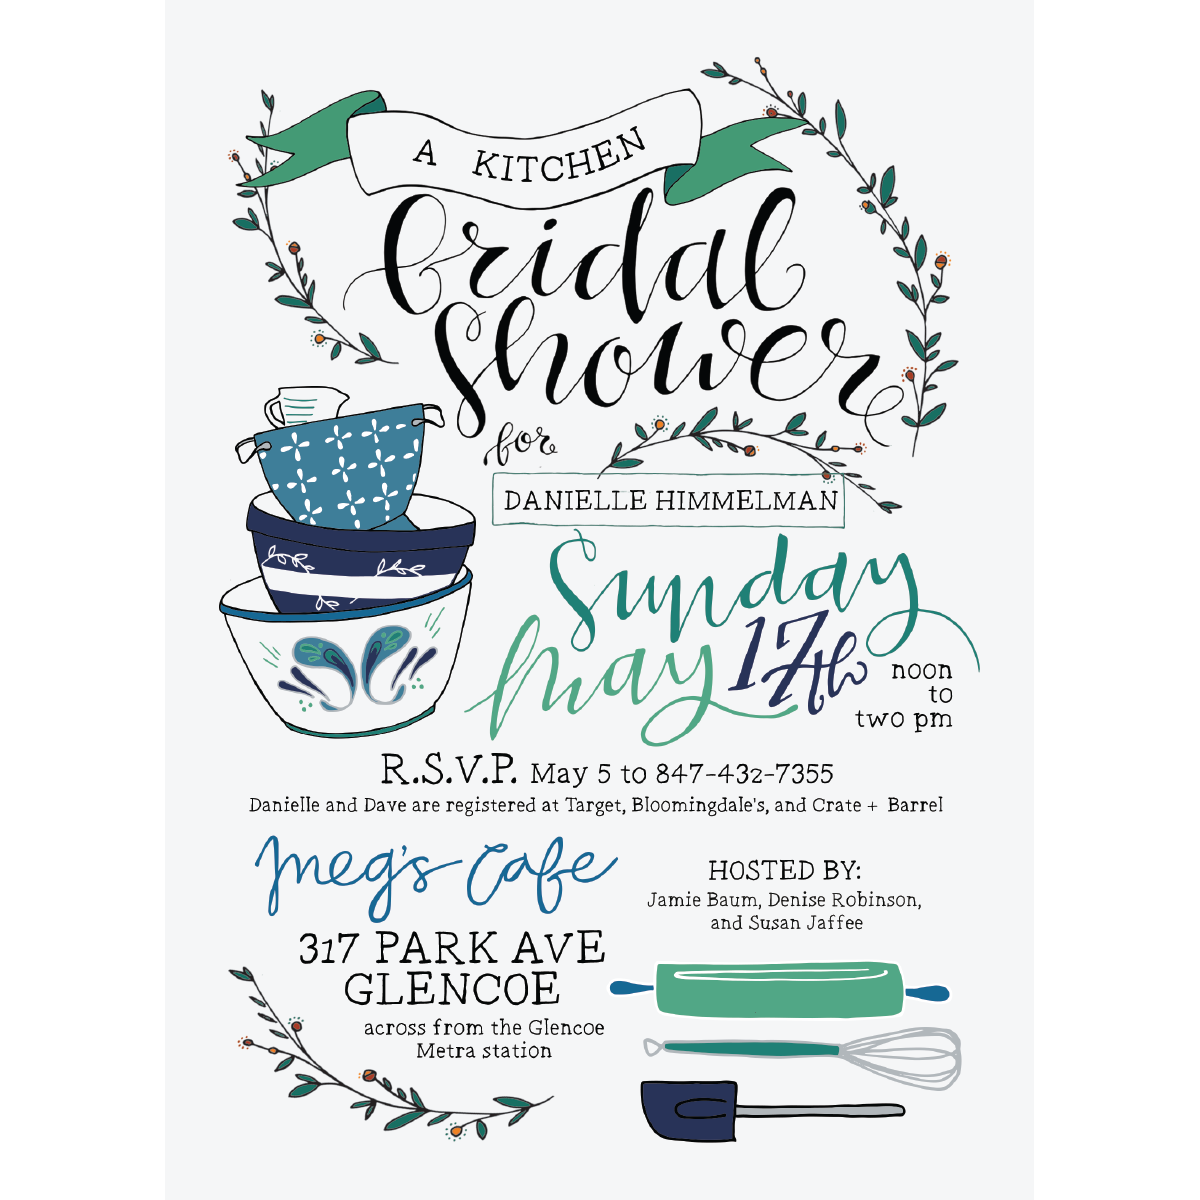 A KITCHEN
bridal
shower
for
DANIELLE HIMMELMAN
Sunday
May 17th
noon
to
two pm
R.S.V.P. May 5 to 847-432-7355
Danielle and Dave are registered at Target, Bloomingdale's, and Crate + Barrel
Meg's Cafe
317 PARK AVE
GLENCOE
across from the Glencoe
Metra station
HOSTED BY:
Jamie Baum, Denise Robinson,
and Susan Jaffee